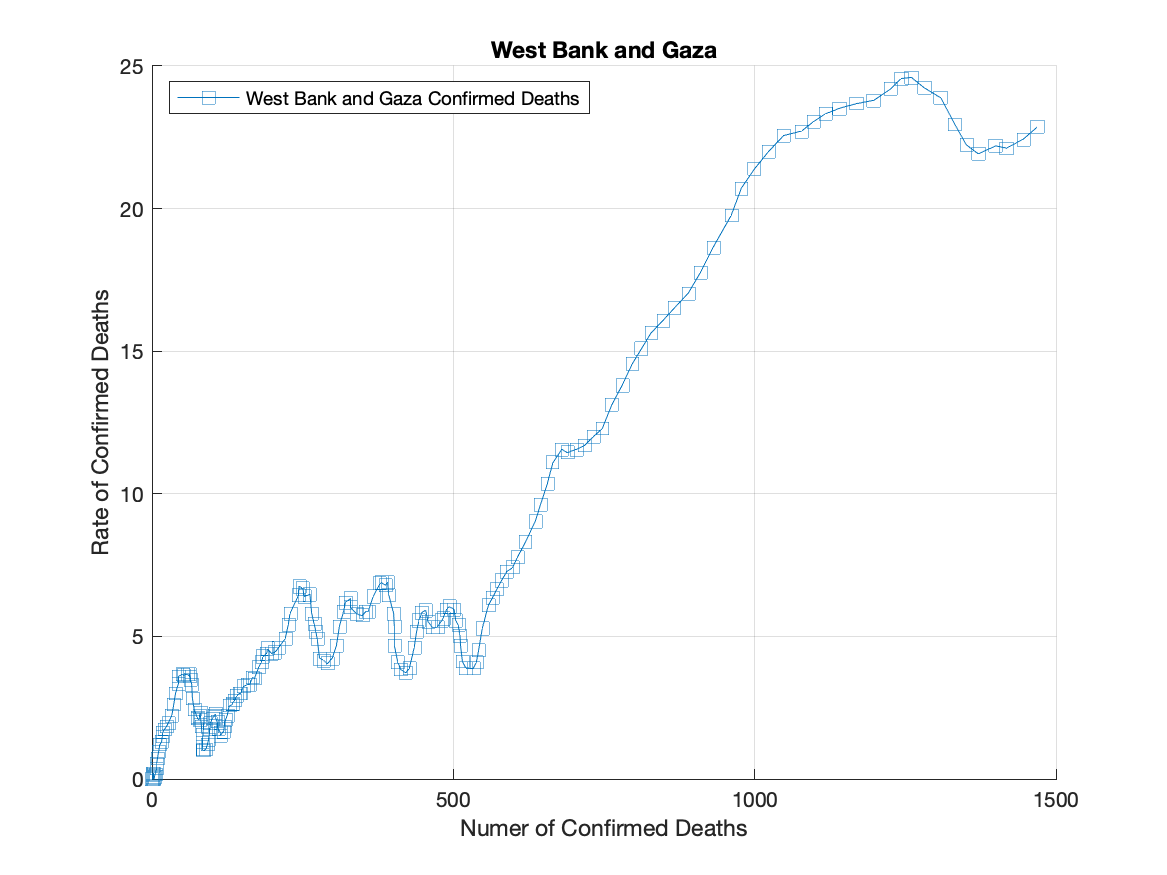 West Bank and Gaza
25
West Bank and Gaza Confirmed Deaths
20
15
10
5
0
Rate of Confirmed Deaths
0 500 1000 1500
Numer of Confirmed Deaths